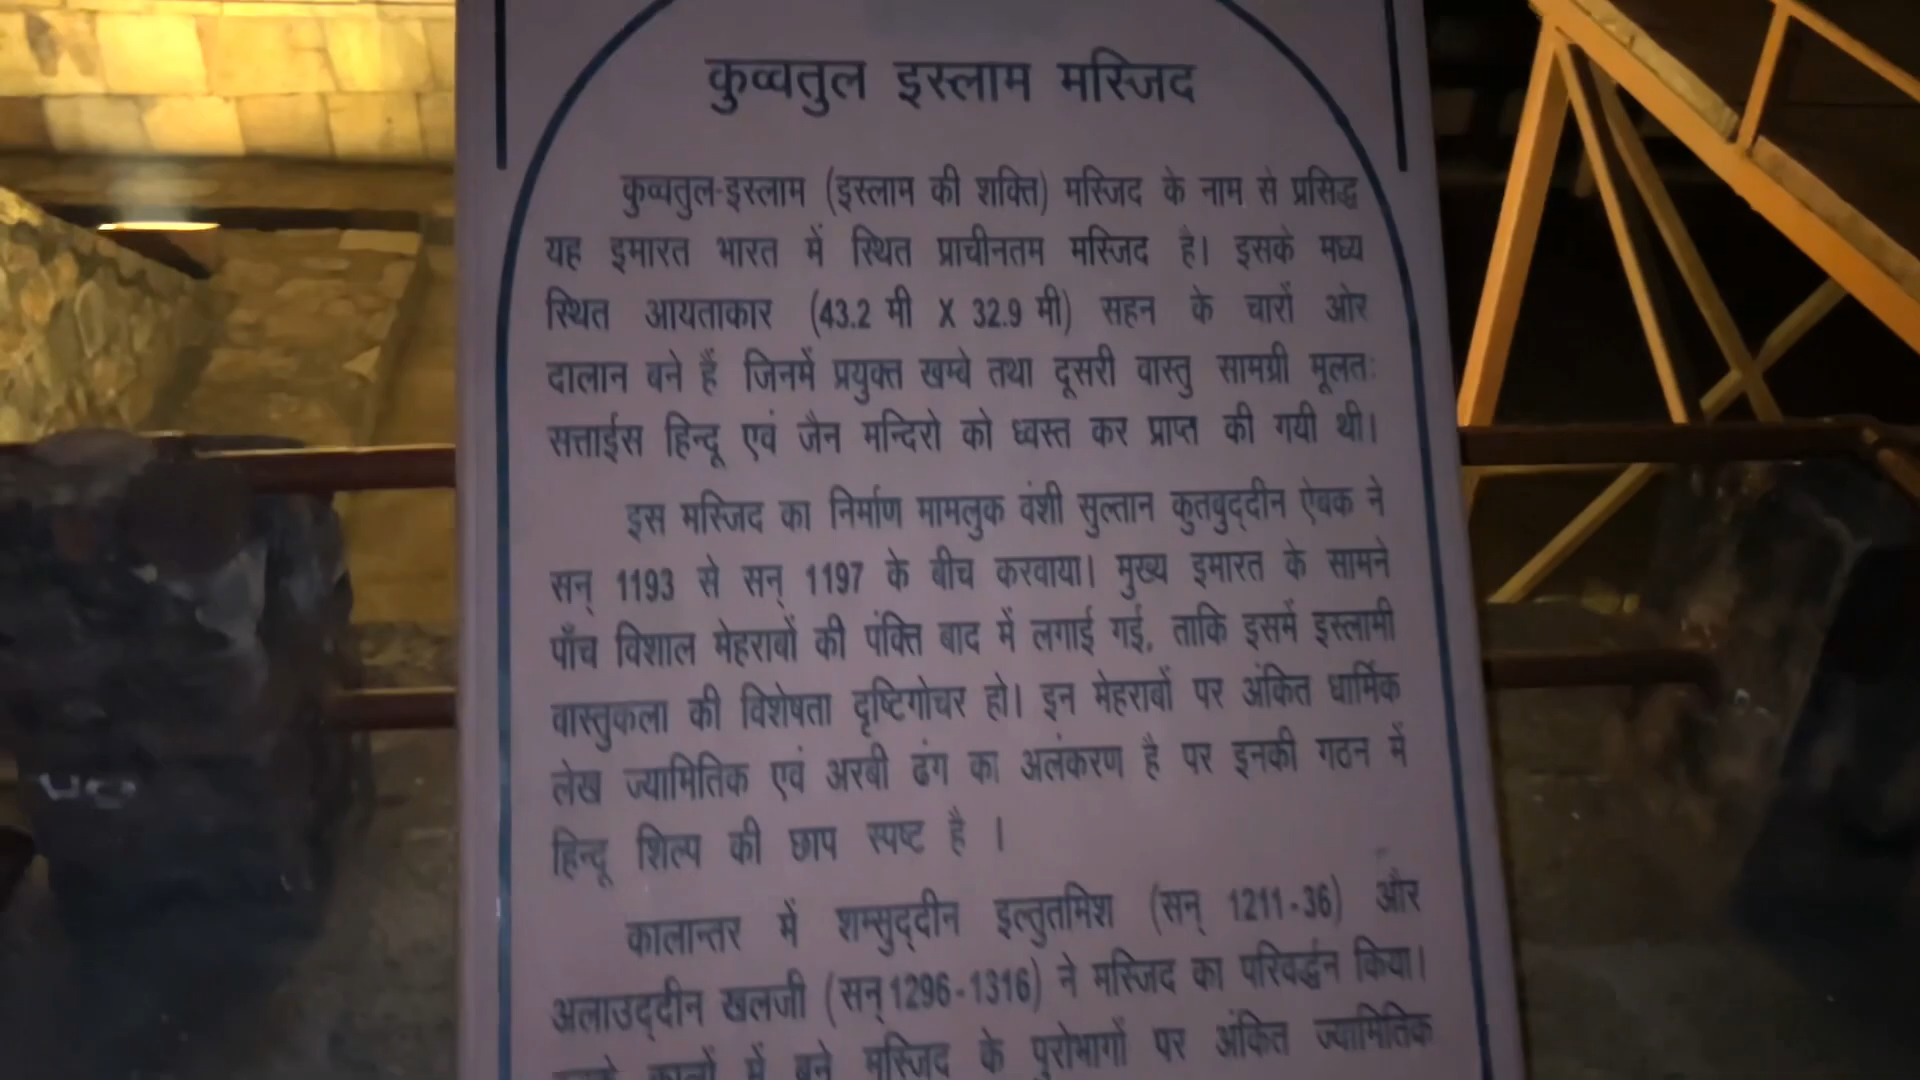 कुव्वतुल इस्लाम मस्जिद
कुव्वतुल-इस्लाम (इस्लाम की शक्ति) मस्जिद के नाम से प्रसिद्ध
यह इमारत भारत में स्थित प्राचीनतम मस्जिद है। इसके मध्य
स्थित आयताकार (43.2 मी X 32.9 मी) सहन के चारों ओर
दालान बने हैं जिनमें प्रयुक्त खम्बे तथा दूसरी वास्तु सामग्री मूलतः
सत्ताईस हिन्दू एवं जैन मन्दिरो को ध्वस्त कर प्राप्त की गयी थी।
इस मस्जिद का निर्माण मामलुक वंशी सुल्तान कुतबुद्दीन ऐबक ने
सन् 1193 से सन् 1197 के बीच करवाया। मुख्य इमारत के सामने
पाँच विशाल मेहराबों की पंक्ति बाद में लगाई गई, ताकि इसमें इस्लामी
वास्तुकला की विशेषता दृष्टिगोचर हो। इन मेहराबों पर अंकित धार्मिक
लेख ज्यामितिक एवं अरबी ढंग का अलंकरण है पर इनकी गठन में
हिन्दू शिल्प की छाप स्पष्ट है ।
कालान्तर में शम्सुद्दीन इल्तुतमिश (सन् 1211-36) और
अलाउद्दीन खलजी (सन् 1296-1316) ने मस्जिद का परिवर्द्धन किया।
में बने मस्जिद के पुरोभागों पर अंकित ज्यामितिक